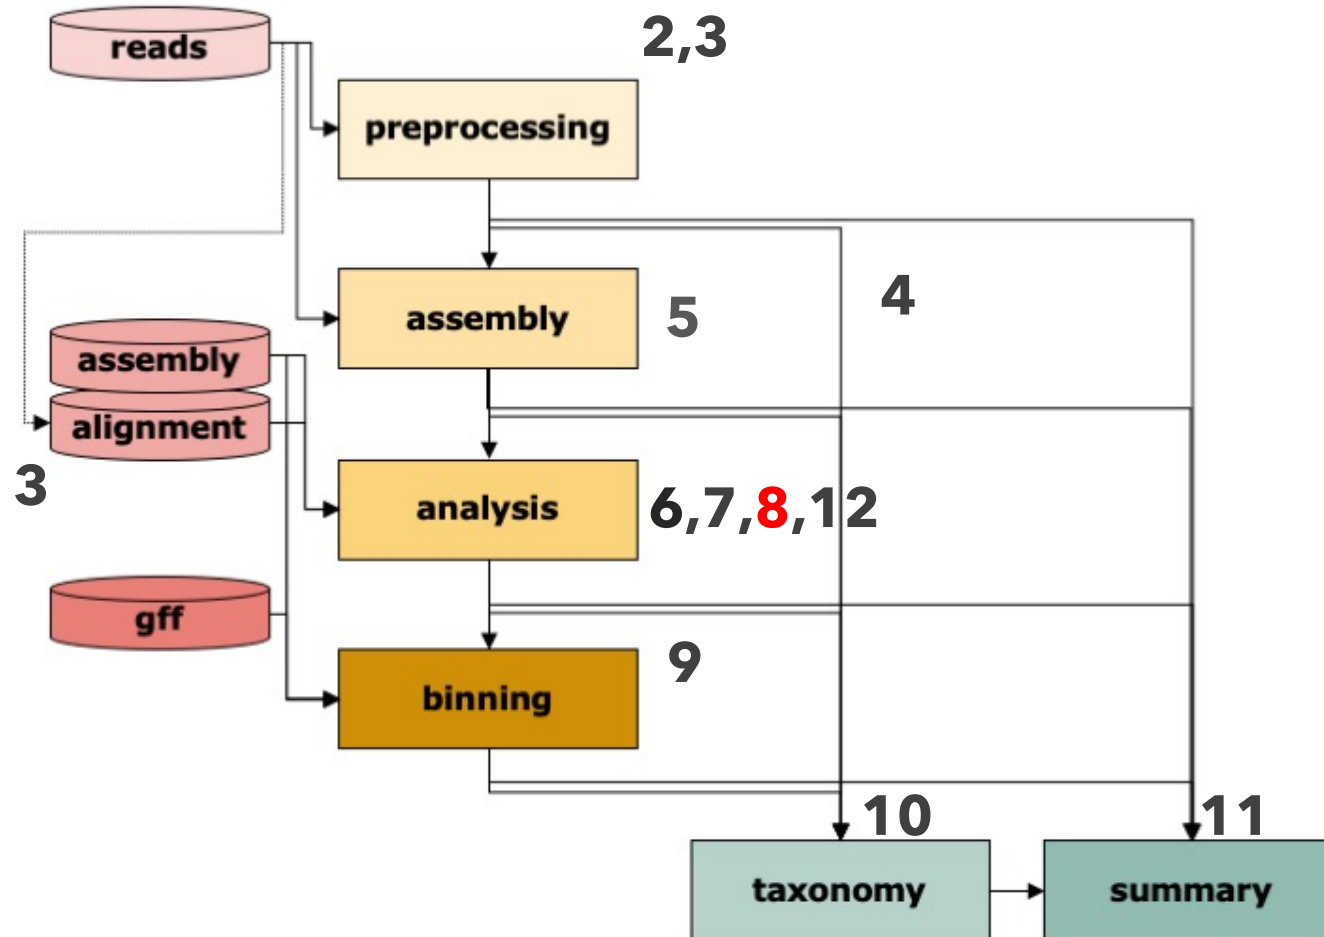 reads
2,3
preprocessing
4
assembly
5
assembly
alignment
3
analysis
6,7,8,12
gff
9
binning
10
11
taxonomy
summary